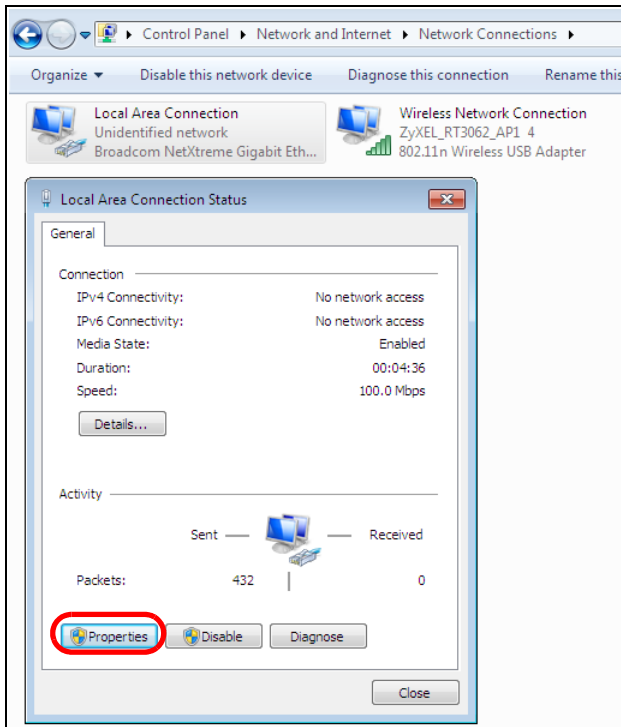 Control Panel ▸ Network and Internet ▸ Network Connections ▸
Organize ▾ Disable this network device Diagnose this connection Rename this
Local Area Connection
Unidentified network
Broadcom NetXtreme Gigabit Eth...
Wireless Network Connection
ZyXEL_RT3062_AP1 4
802.11n Wireless USB Adapter
Local Area Connection Status
General
Connection
IPv4 Connectivity: No network access
IPv6 Connectivity: No network access
Media State: Enabled
Duration: 00:04:36
Speed: 100.0 Mbps
Details...
Activity
Sent Received
Packets: 432 0
Properties Disable Diagnose
Close